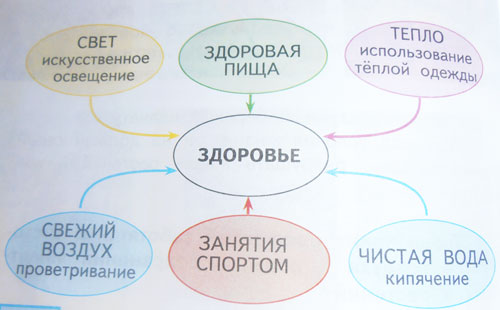 СВЕТ
искусственное
освещение
ЗДОРОВАЯ
ПИЩА
ТЕПЛО
использование
тёплой одежды
ЗДОРОВЬЕ
СВЕЖИЙ
ВОЗДУХ
проветривание
ЗАНЯТИЯ
СПОРТОМ
ЧИСТАЯ ВОДА
кипячение